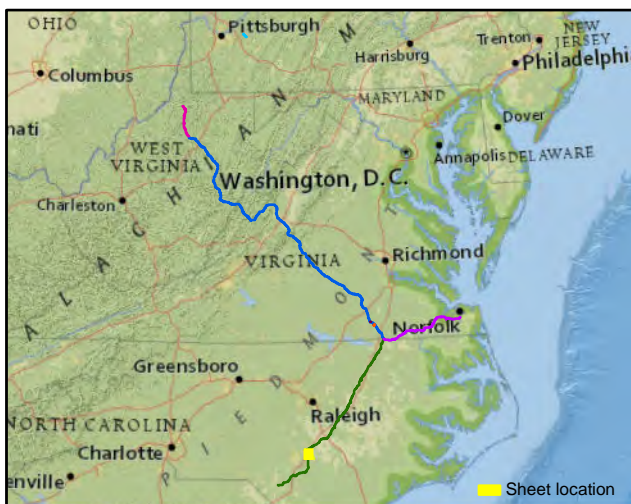 OHIO
Pittsburgh
NEW
JERSEY
Trenton
Harrisburg
Philadelphia
Columbus
MARYLAND
Dover
nati
WEST
VIRGINIA
Annapolis
DELAWARE
Washington, D.C.
Charleston
Richmond
VIRGINIA
Norfolk
Greensboro
Raleigh
NORTH CAROLINA
Charlotte
enville
A L A C H I A N M
P I E D M O N T
Sheet location